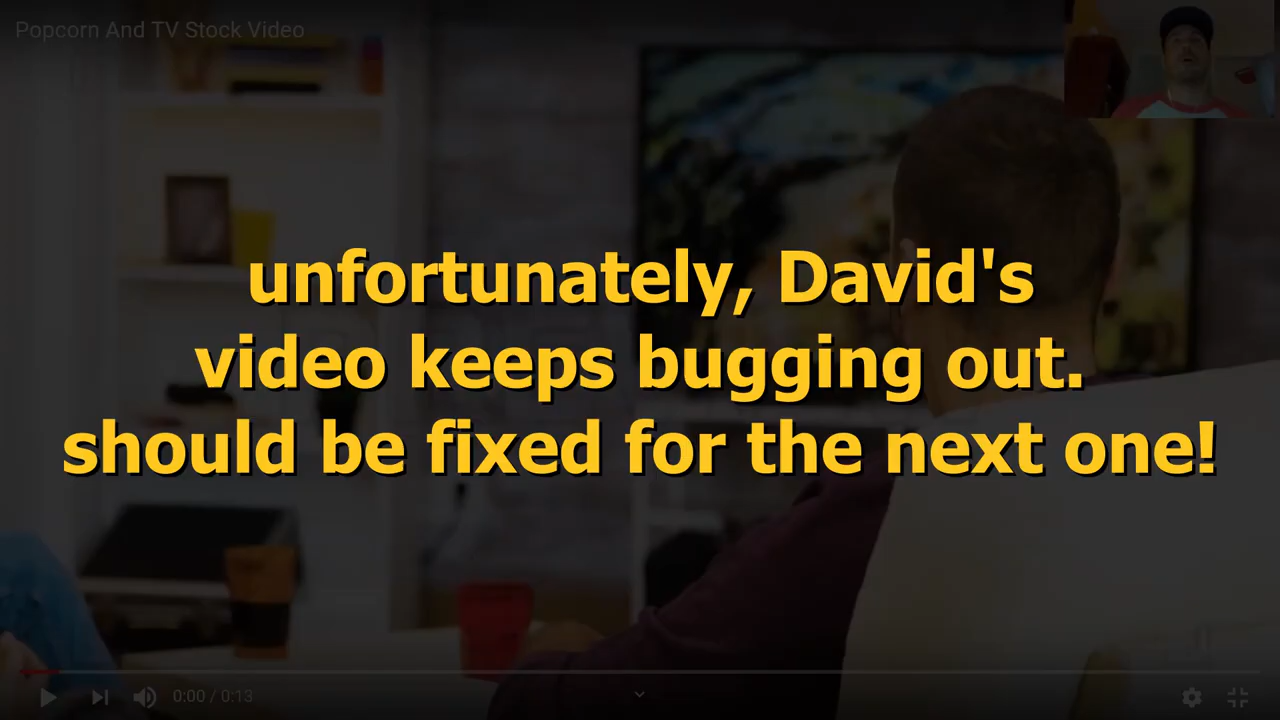 Popcorn And TV Stock Video
unfortunately, David's
video keeps bugging out.
should be fixed for the next one!
0:00 / 0:13